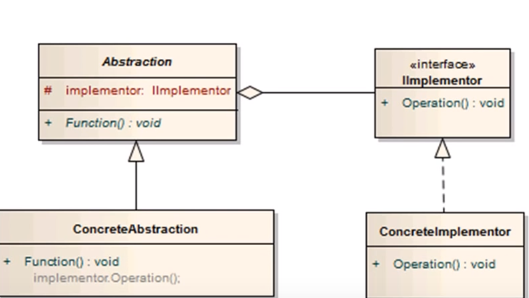 Abstraction
# implementor: IImplementor
+ Function() : void
«interface»
IImplementor
+ Operation() : void
ConcreteAbstraction
+ Function() : void
implementor.Operation();
ConcreteImplementor
+ Operation() : void